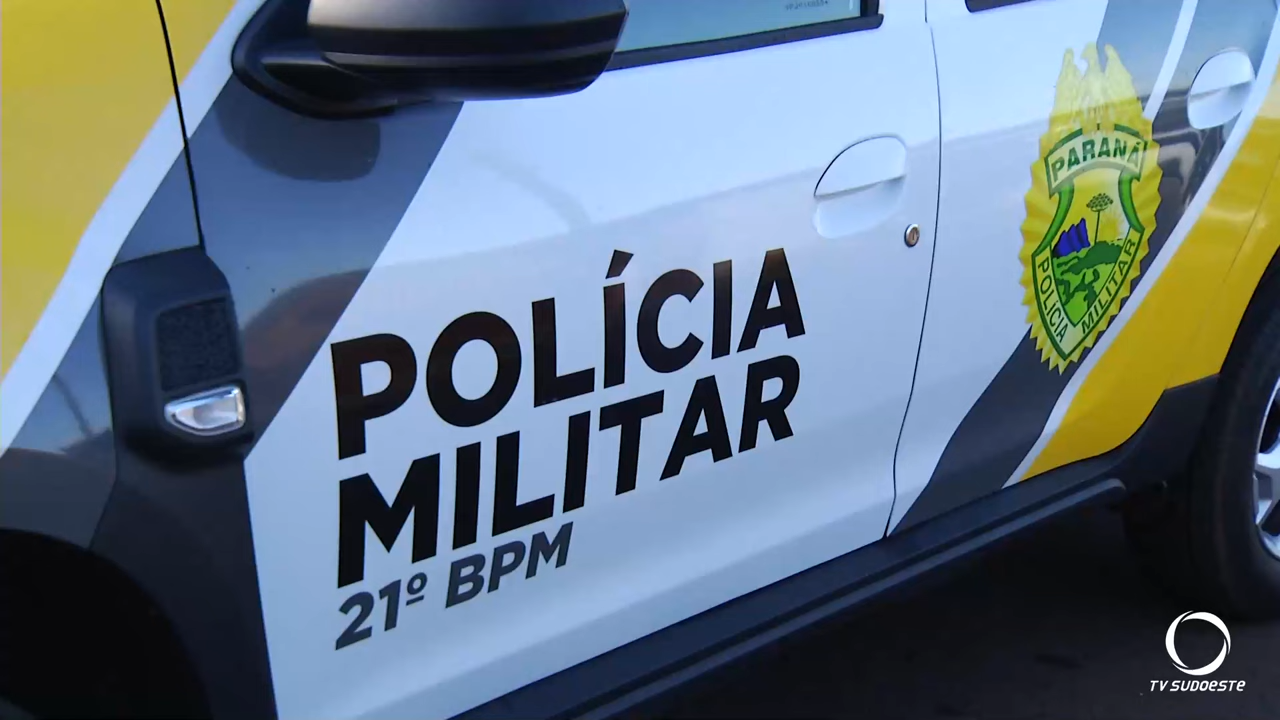 PARANÁ
POLÍCIA MILITAR
POLÍCIA
MILITAR
21º BPM
TV SUDOESTE